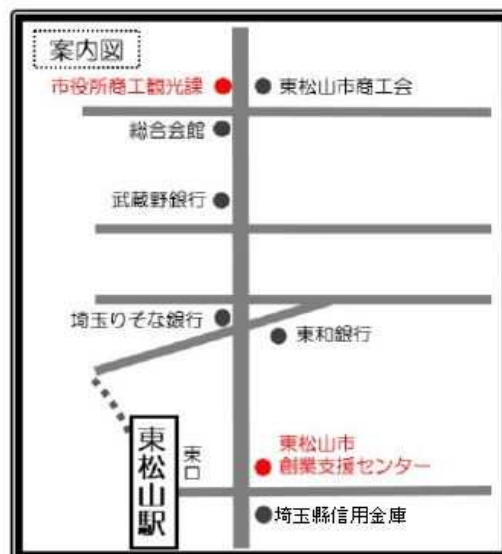 案内図
市役所商工観光課
東松山市商工会
総合会館
武蔵野銀行
埼玉りそな銀行
東和銀行
東松山駅
東口
東松山市
創業支援センター
埼玉縣信用金庫